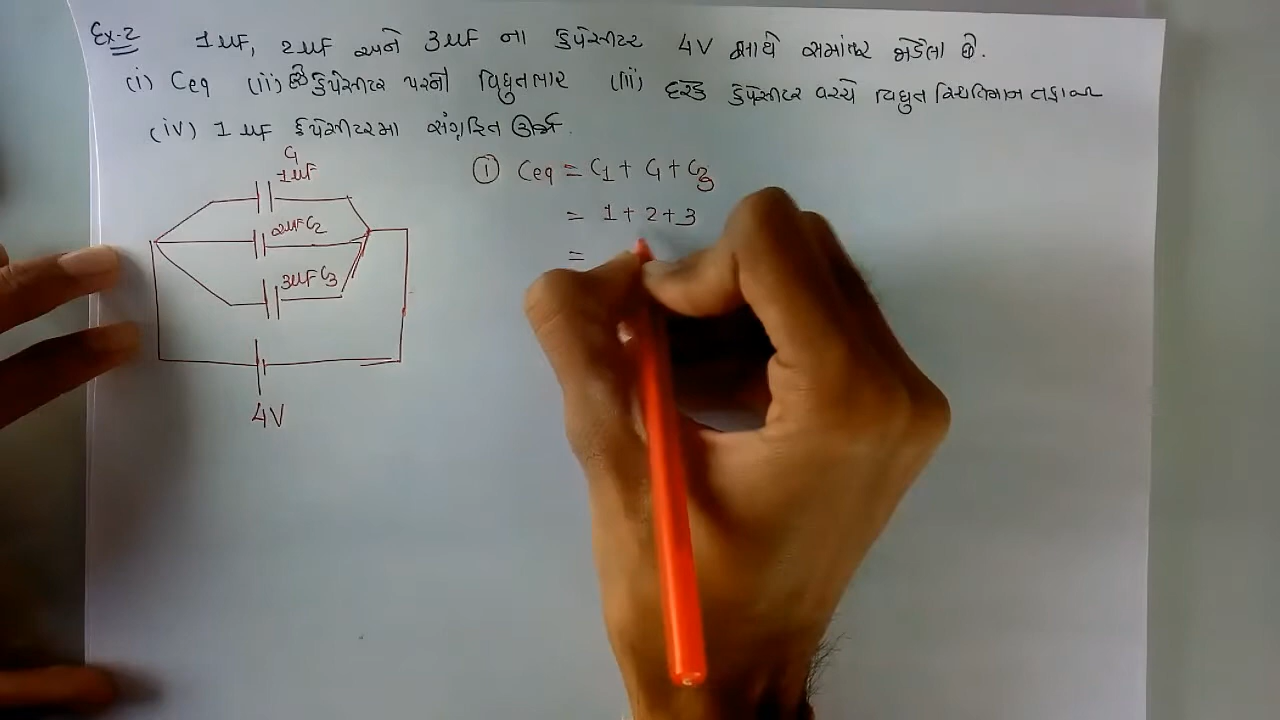 Ex-2 1μF, 2μF અને 3μF ના કેપેસીટર 4V સાથે સમાંતર જોડેલા છે.
(i) Ceq (ii) કેપેસીટર પરનો વિદ્યુતભાર (iii) દરેક કેપેસીટર વચ્ચે વિદ્યુત સ્થિતિમાન તફાવત
(iv) 1μF કેપેસીટરમા સંગ્રહિત ઊર્જા.
C1
1μF
2μF C2
3μF C3
4V
① Ceq = C1 + C1 + C3
= 1 + 2 + 3
=